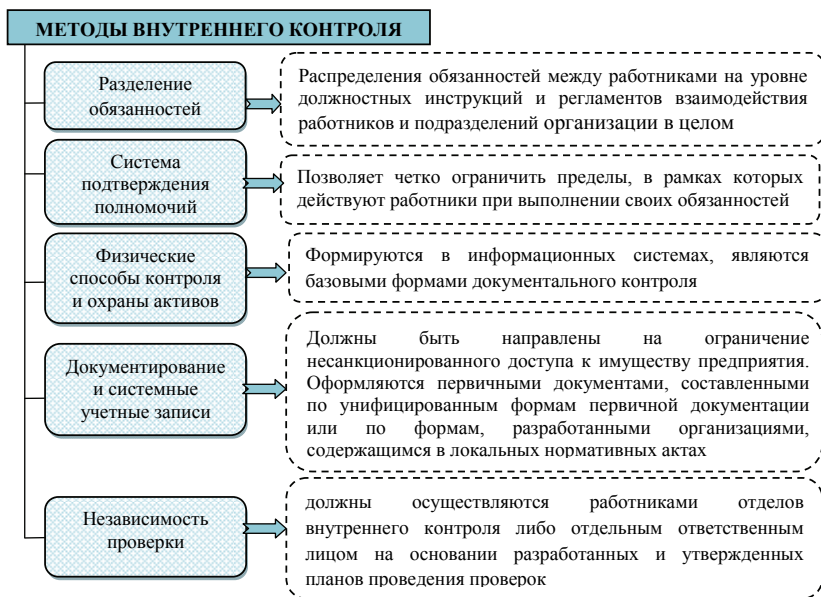 МЕТОДЫ ВНУТРЕННЕГО КОНТРОЛЯ
Разделение
обязанностей
Распределения обязанностей между работниками на уровне
должностных инструкций и регламентов взаимодействия
работников и подразделений организации в целом
Система
подтверждения
полномочий
Позволяет четко ограничить пределы, в рамках которых
действуют работники при выполнении своих обязанностей
Физические
способы контроля
и охраны активов
Формируются в информационных системах, являются
базовыми формами документального контроля
Документирование
и системные
учетные записи
Должны быть направлены на ограничение
несанкционированного доступа к имуществу предприятия.
Оформляются первичными документами, составленными
по унифицированным формам первичной документации
или по формам, разработанными организациями,
содержащимся в локальных нормативных актах
Независимость
проверки
должны осуществляются работниками отделов
внутреннего контроля либо отдельным ответственным
лицом на основании разработанных и утвержденных
планов проведения проверок